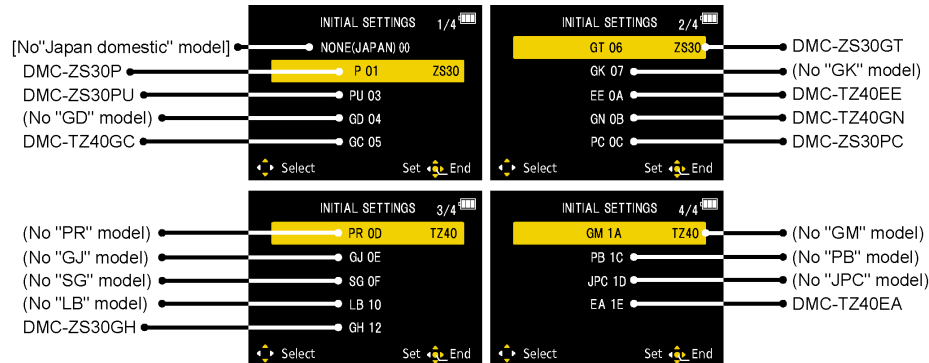 INITIAL SETTINGS 1/4
[No"Japan domestic" model] NONE(JAPAN) 00
DMC-ZS30P P 01 ZS30
DMC-ZS30PU PU 03
(No "GD" model) GD 04
DMC-TZ40GC GC 05
Select Set End
INITIAL SETTINGS 2/4
GT 06 ZS30 DMC-ZS30GT
GK 07 (No "GK" model)
EE 0A DMC-TZ40EE
GN 0B DMC-TZ40GN
PC 0C DMC-ZS30PC
Select Set End
INITIAL SETTINGS 3/4
(No "PR" model) PR 0D TZ40
(No "GJ" model) GJ 0E
(No "SG" model) SG 0F
(No "LB" model) LB 10
DMC-ZS30GH GH 12
Select Set End
INITIAL SETTINGS 4/4
GM 1A TZ40 (No "GM" model)
PB 1C (No "PB" model)
JPC 1D (No "JPC" model)
EA 1E DMC-TZ40EA
Select Set End